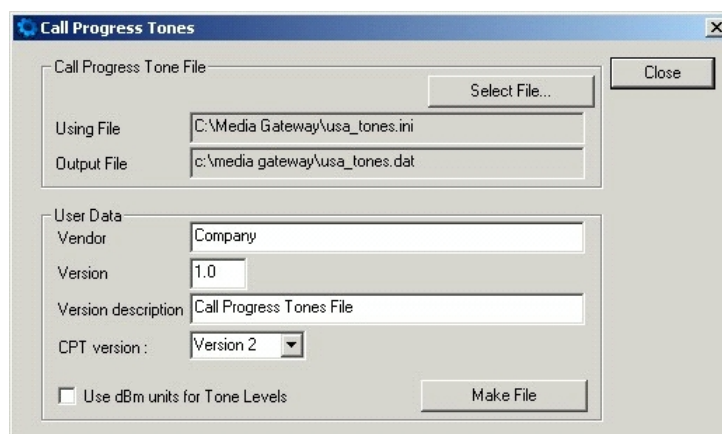 Call Progress Tones
Call Progress Tone File
Select File...
Close
Using File C:\Media Gateway\usa_tones.ini
Output File c:\media gateway\usa_tones.dat
User Data
Vendor Company
Version 1.0
Version description Call Progress Tones File
CPT version : Version 2
Use dBm units for Tone Levels Make File